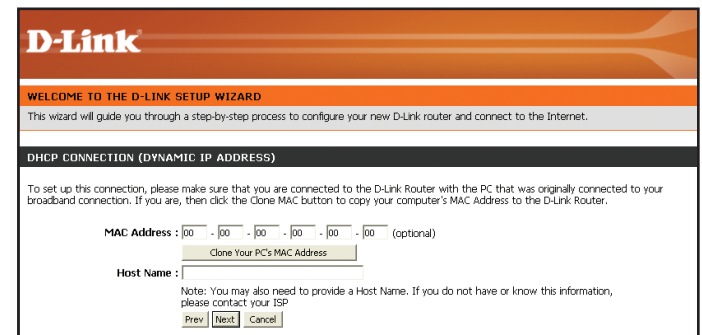 D-Link
WELCOME TO THE D-LINK SETUP WIZARD
This wizard will guide you through a step-by-step process to configure your new D-Link router and connect to the Internet.
DHCP CONNECTION (DYNAMIC IP ADDRESS)
To set up this connection, please make sure that you are connected to the D-Link Router with the PC that was originally connected to your
broadband connection. If you are, then click the Clone MAC button to copy your computer's MAC Address to the D-Link Router.
MAC Address : 00 - 00 - 00 - 00 - 00 - 00 (optional)
Clone Your PC's MAC Address
Host Name :
Note: You may also need to provide a Host Name. If you do not have or know this information,
please contact your ISP
Prev Next Cancel